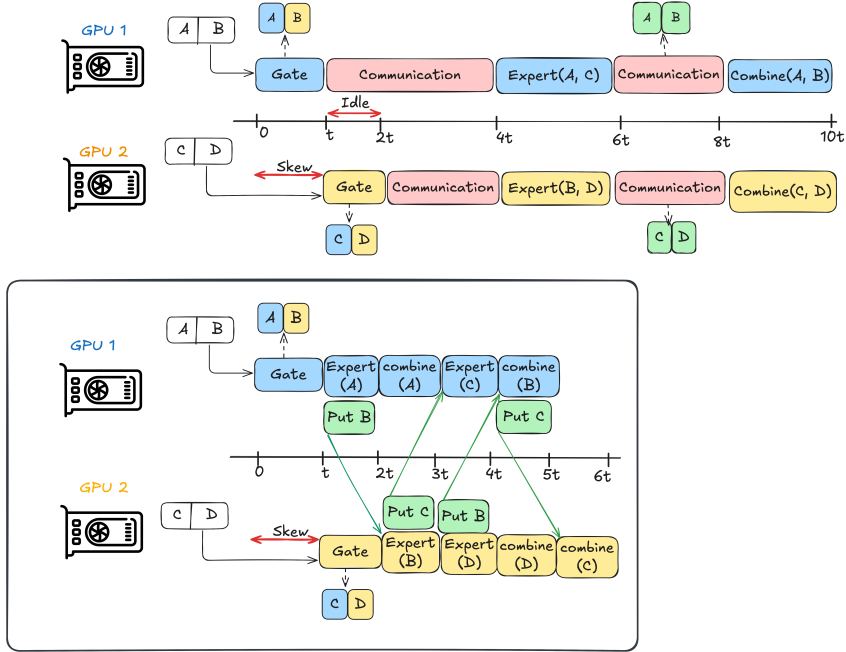 GPU 1
A B
A B
Gate
Communication
Expert(A, C)
A B
Communication
Combine(A, B)
Idle
0 t 2t 4t 6t 8t 10t
GPU 2
C D
Skew
Gate
Communication
Expert(B, D)
Communication
Combine(C, D)
C D
C D
GPU 1
A B
A B
Gate
Expert
(A)
combine
(A)
Expert
(C)
combine
(B)
Put B
Put C
0 t 2t 3t 4t 5t 6t
GPU 2
C D
Skew
Put C
Put B
Gate
Expert
(B)
Expert
(D)
combine
(D)
combine
(C)
C D